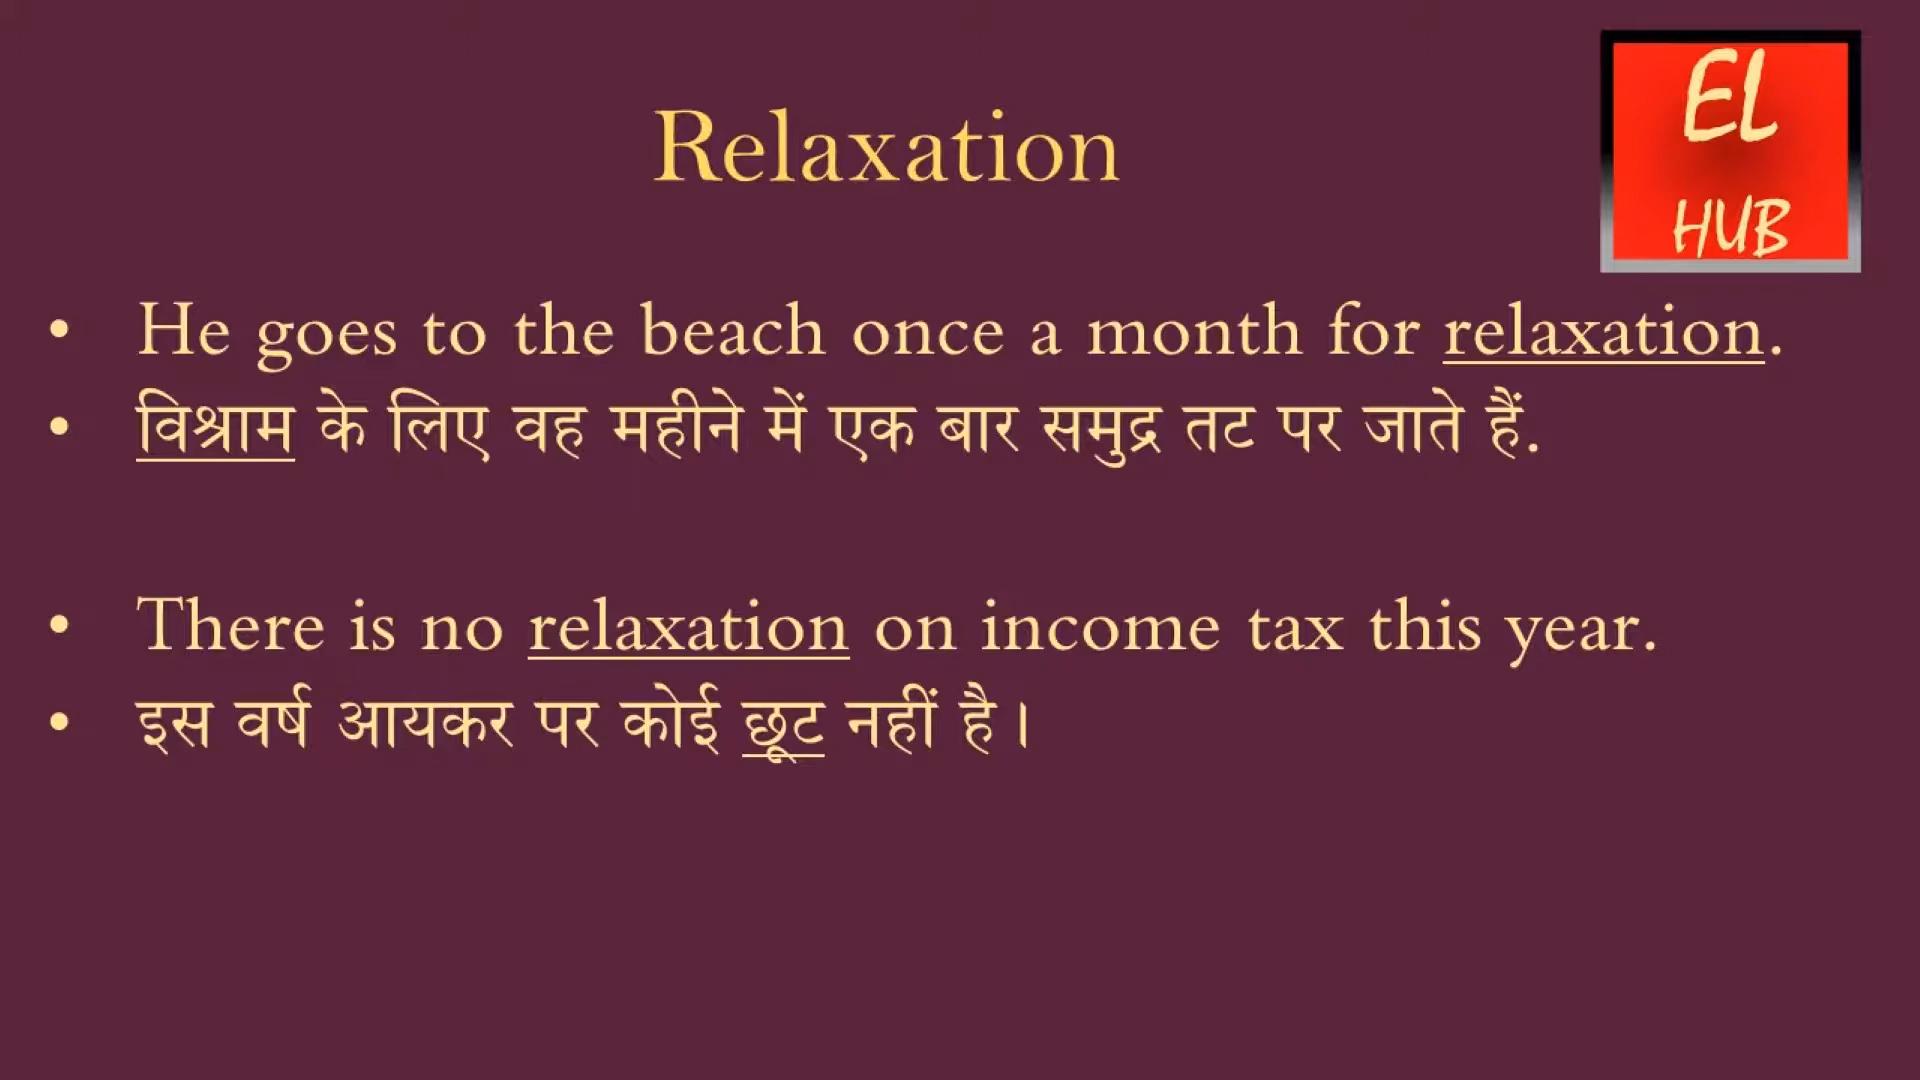 Relaxation
EL
HUB
• He goes to the beach once a month for relaxation.
• विश्राम के लिए वह महीने में एक बार समुद्र तट पर जाते हैं.
• There is no relaxation on income tax this year.
• इस वर्ष आयकर पर कोई छूट नहीं है।